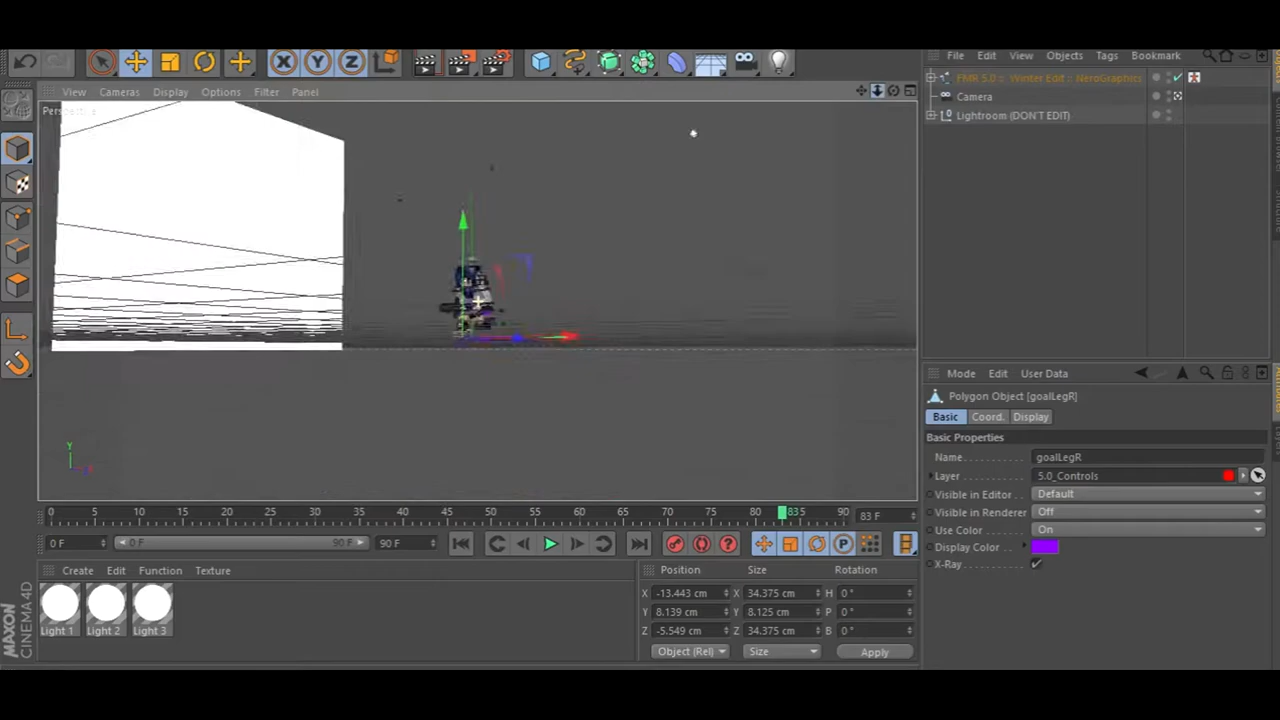 File Edit View Objects Tags Bookmark
FMR 5.0 :: Winter Edit :: NeroGraphics
Camera
Lightroom (DON'T EDIT)
View Cameras Display Options Filter Panel
X Y Z
Y
Mode Edit User Data
Polygon Object [goalLegR]
Basic Coord. Display
Basic Properties
Name goalLegR
Layer 5.0_Controls
Visible in Editor Default
Visible in Renderer Off
Use Color On
Display Color
X-Ray
0 5 10 15 20 25 30 35 40 45 50 55 60 65 70 75 80 835 90 83 F
0 F 0 F 90 F 90 F
Create Edit Function Texture
Light 1 Light 2 Light 3
Position Size Rotation
X -13.443 cm X 34.375 cm H 0 °
Y 8.139 cm Y 8.125 cm P 0 °
Z -5.549 cm Z 34.375 cm B 0 °
Object (Rel) Size Apply
MAXON
CINEMA 4D